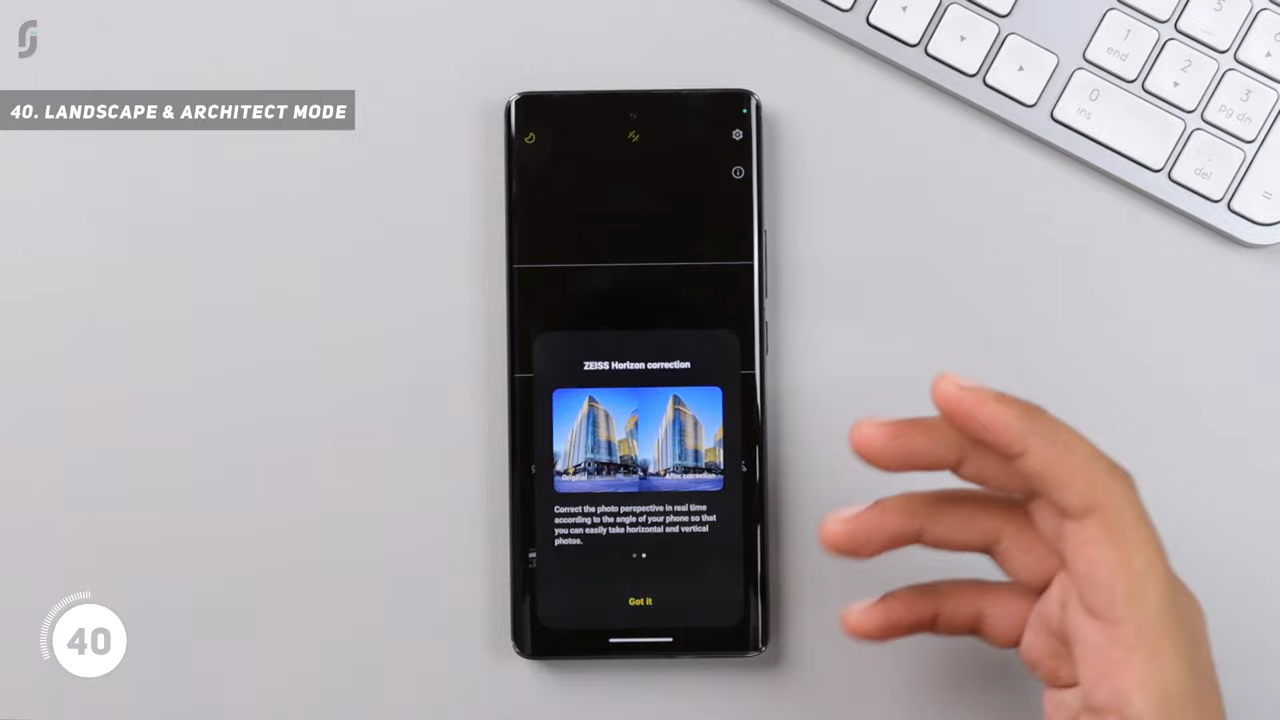 40. LANDSCAPE & ARCHITECT MODE
1
end
2
3
pg dn
0
ins
.
del
=
5
ZEISS Horizon correction
Original
After correction
Correct the photo perspective in real time
according to the angle of your phone so that
you can easily take horizontal and vertical
photos.
Got it
40